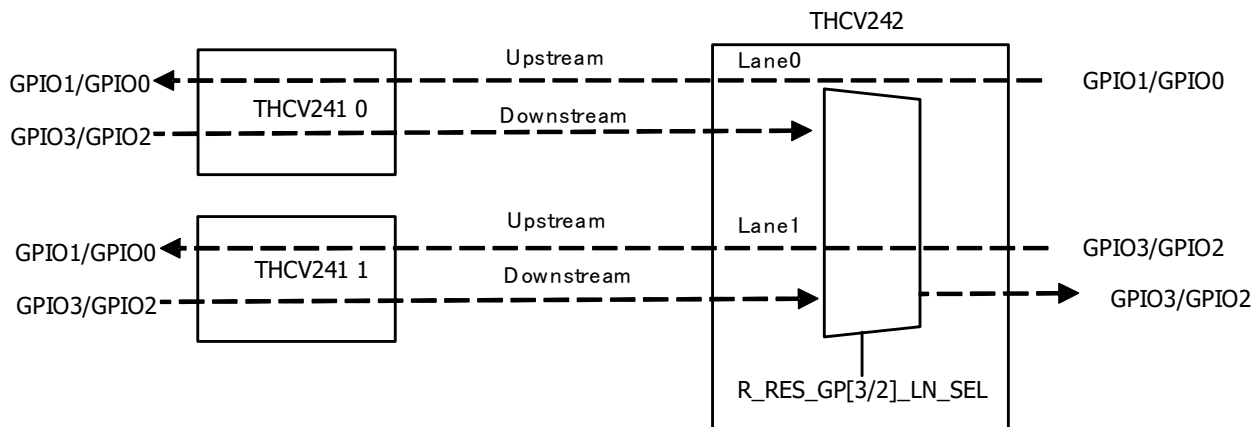 THCV242
Upstream
Lane0
GPIO1/GPIO0
GPIO1/GPIO0
THCV241 0
Downstream
GPIO3/GPIO2
Upstream
Lane1
GPIO1/GPIO0
GPIO3/GPIO2
THCV241 1
Downstream
GPIO3/GPIO2
GPIO3/GPIO2
R_RES_GP[3/2]_LN_SEL